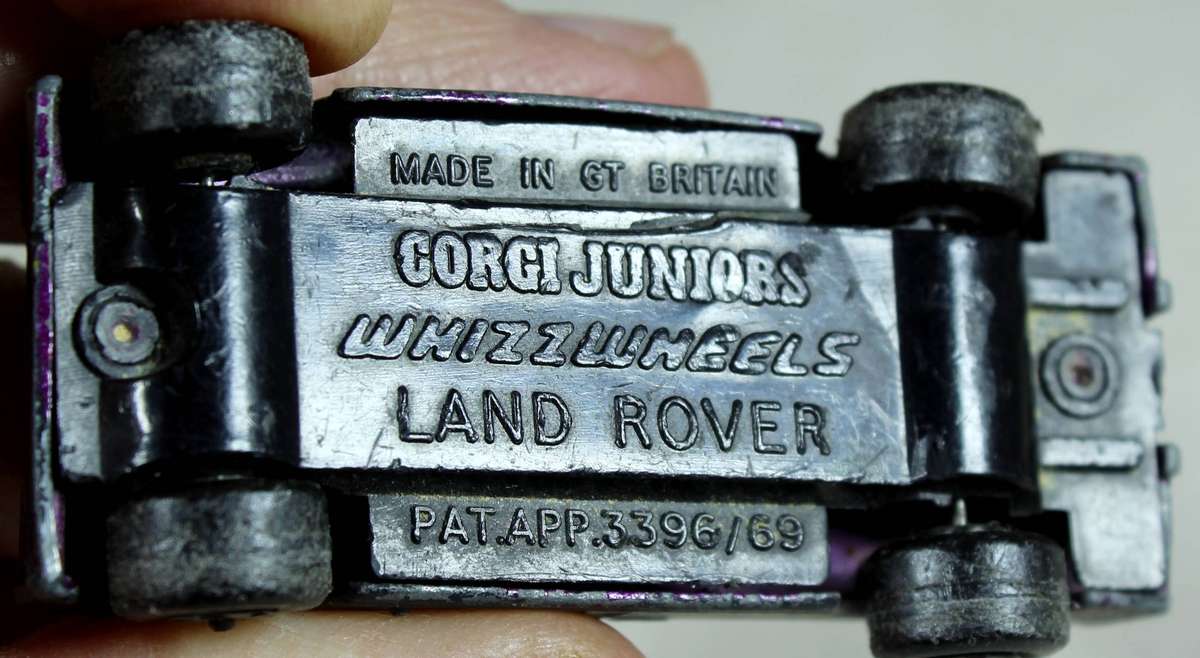 MADE IN GT BRITAIN
CORGI JUNIORS
WHIZZWHEELS
LAND ROVER
PAT.APP.3396/69